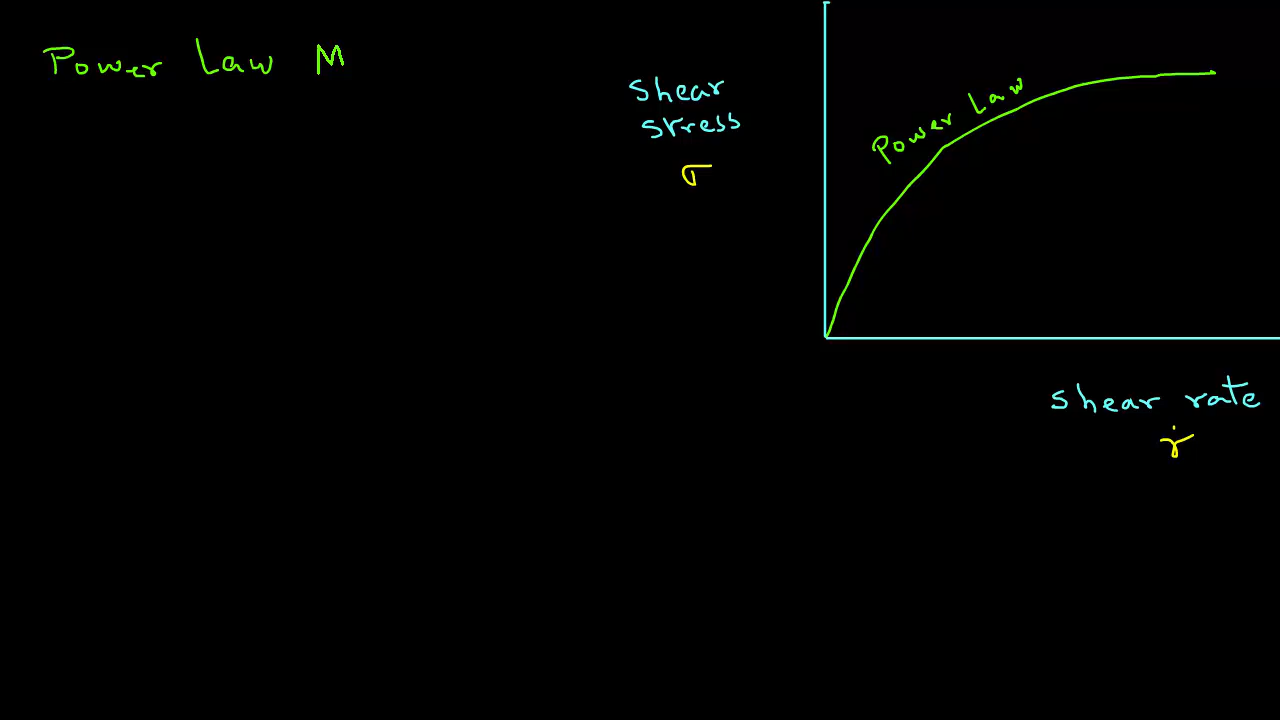 Power Law M
shear
stress
σ
Power Law
shear rate
γ̇